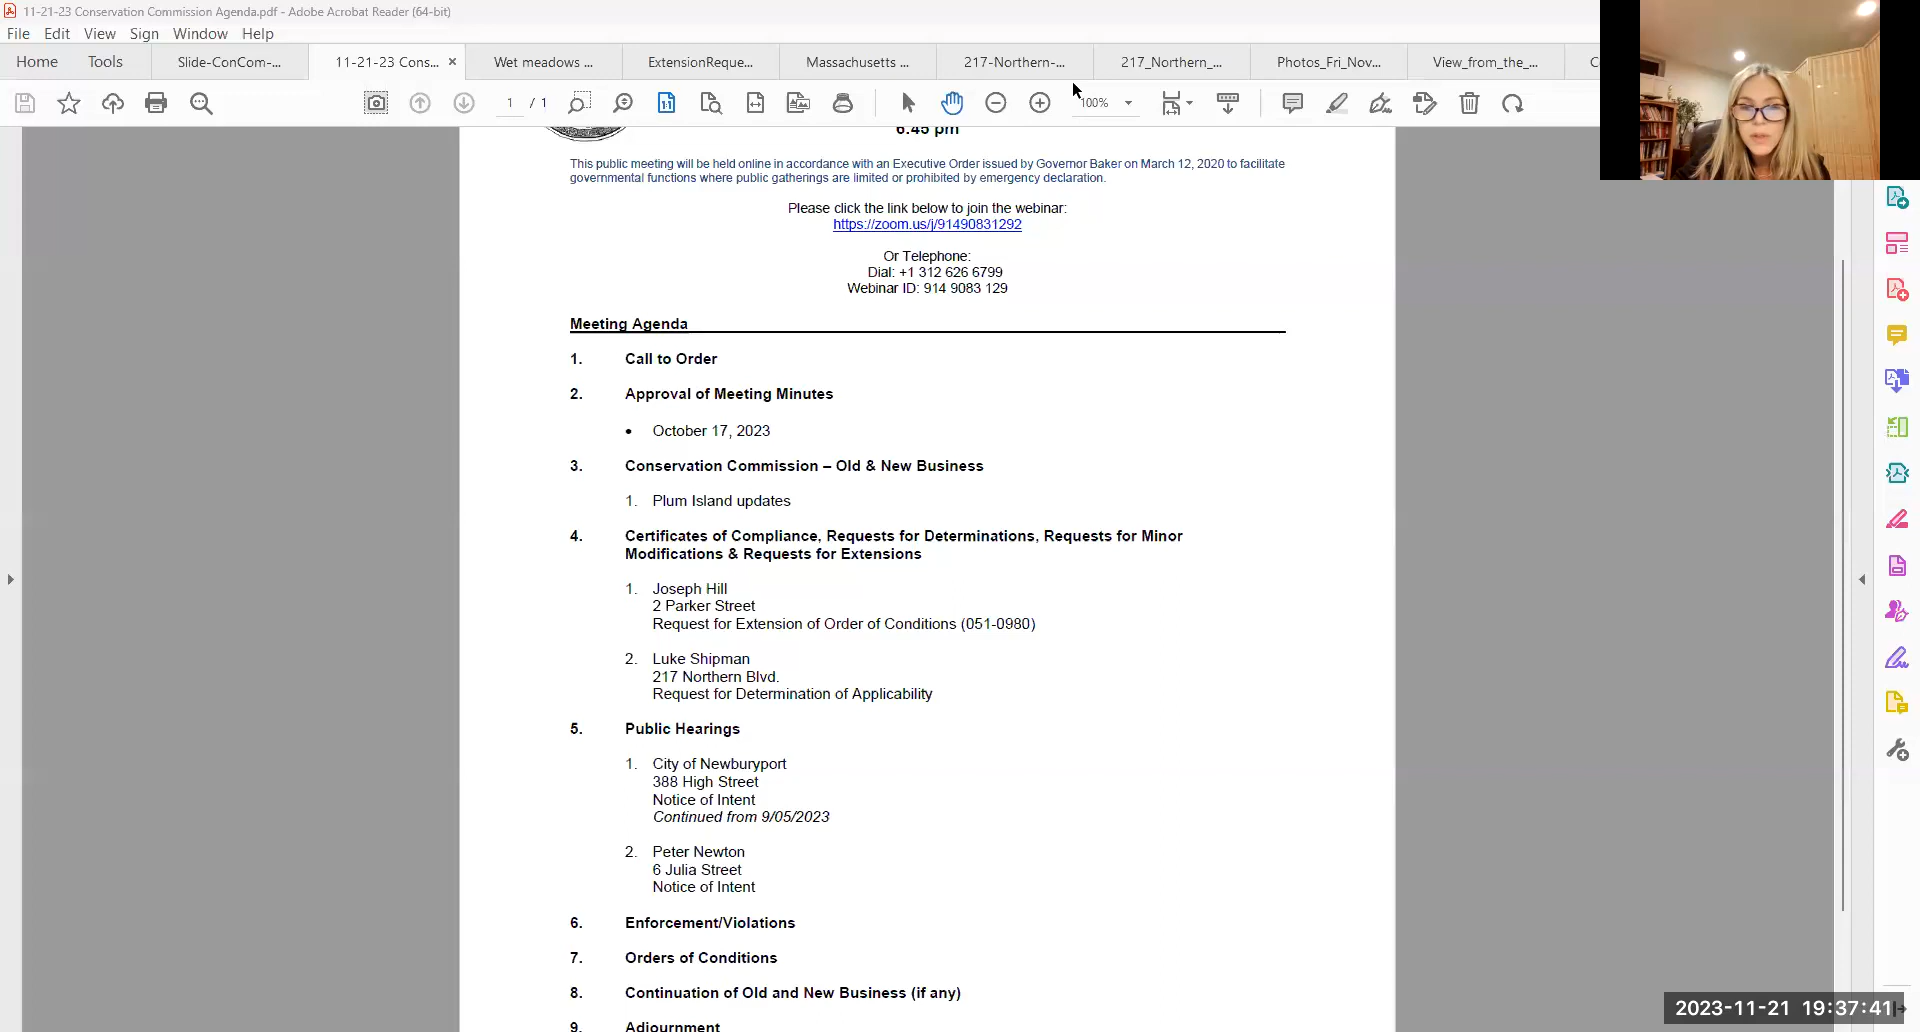 11-21-23 Conservation Commission Agenda.pdf - Adobe Acrobat Reader (64-bit)
File Edit View Sign Window Help
Home Tools Slide-ConCom-... 11-21-23 Cons... × Wet meadows ... ExtensionReque... Massachusetts ... 217-Northern-... 217_Northern_... Photos_Fri_Nov... View_from_the_...
1 / 1 100%
6:45 pm
This public meeting will be held online in accordance with an Executive Order issued by Governor Baker on March 12, 2020 to facilitate
governmental functions where public gatherings are limited or prohibited by emergency declaration.
Please click the link below to join the webinar:
https://zoom.us/j/91490831292
Or Telephone:
Dial: +1 312 626 6799
Webinar ID: 914 9083 129
Meeting Agenda
1. Call to Order
2. Approval of Meeting Minutes
• October 17, 2023
3. Conservation Commission – Old & New Business
1. Plum Island updates
4. Certificates of Compliance, Requests for Determinations, Requests for Minor
Modifications & Requests for Extensions
1. Joseph Hill
2 Parker Street
Request for Extension of Order of Conditions (051-0980)
2. Luke Shipman
217 Northern Blvd.
Request for Determination of Applicability
5. Public Hearings
1. City of Newburyport
388 High Street
Notice of Intent
Continued from 9/05/2023
2. Peter Newton
6 Julia Street
Notice of Intent
6. Enforcement/Violations
7. Orders of Conditions
8. Continuation of Old and New Business (if any)
9. Adjournment
2023-11-21 19:37:41